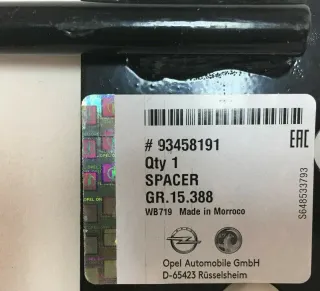 # 93458191
Qty 1
SPACER
GR.15.388
WB719 Made in Morroco
Opel Automobile GmbH
D-65423 Rüsselsheim
EAC
S648533793